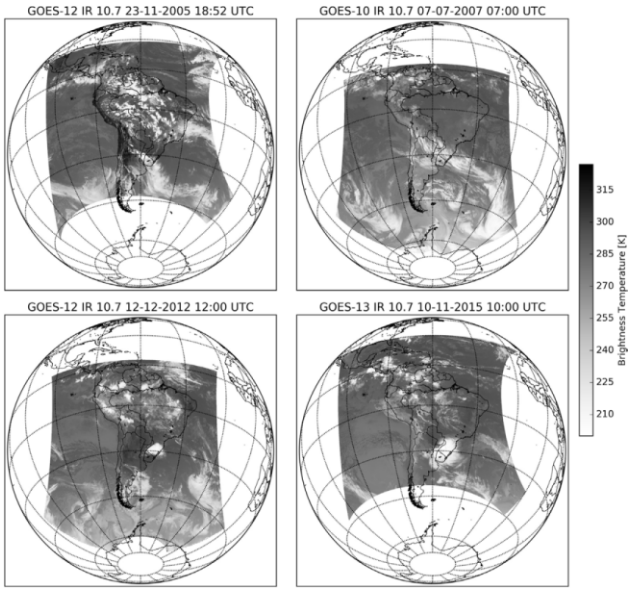 GOES-12 IR 10.7 23-11-2005 18:52 UTC
GOES-10 IR 10.7 07-07-2007 07:00 UTC
GOES-12 IR 10.7 12-12-2012 12:00 UTC
GOES-13 IR 10.7 10-11-2015 10:00 UTC
315
300
285
270
255
240
225
210
Brightness Temperature [K]